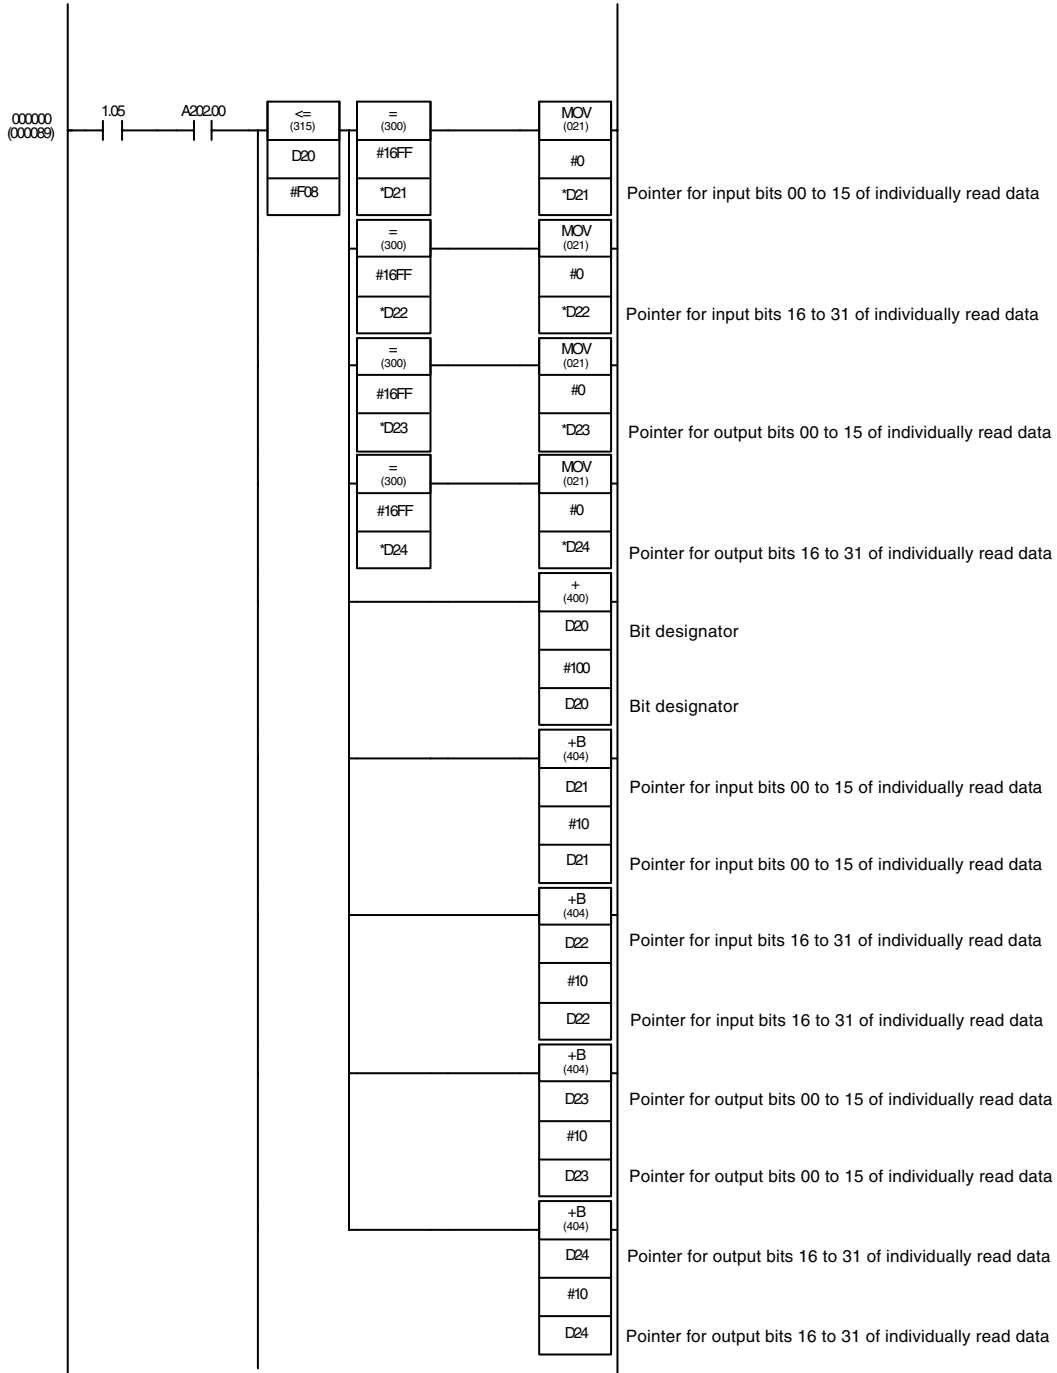 000000
(000089)
1.05
A202.00
<=
(315)
D20
#F08
=
(300)
#16FF
*D21
MOV
(021)
#0
*D21
Pointer for input bits 00 to 15 of individually read data
=
(300)
#16FF
*D22
MOV
(021)
#0
*D22
Pointer for input bits 16 to 31 of individually read data
=
(300)
#16FF
*D23
MOV
(021)
#0
*D23
Pointer for output bits 00 to 15 of individually read data
=
(300)
#16FF
*D24
MOV
(021)
#0
*D24
Pointer for output bits 16 to 31 of individually read data
+
(400)
D20
Bit designator
#100
D20
Bit designator
+B
(404)
D21
Pointer for input bits 00 to 15 of individually read data
#10
D21
Pointer for input bits 00 to 15 of individually read data
+B
(404)
D22
Pointer for input bits 16 to 31 of individually read data
#10
D22
Pointer for input bits 16 to 31 of individually read data
+B
(404)
D23
Pointer for output bits 00 to 15 of individually read data
#10
D23
Pointer for output bits 00 to 15 of individually read data
+B
(404)
D24
Pointer for output bits 16 to 31 of individually read data
#10
D24
Pointer for output bits 16 to 31 of individually read data